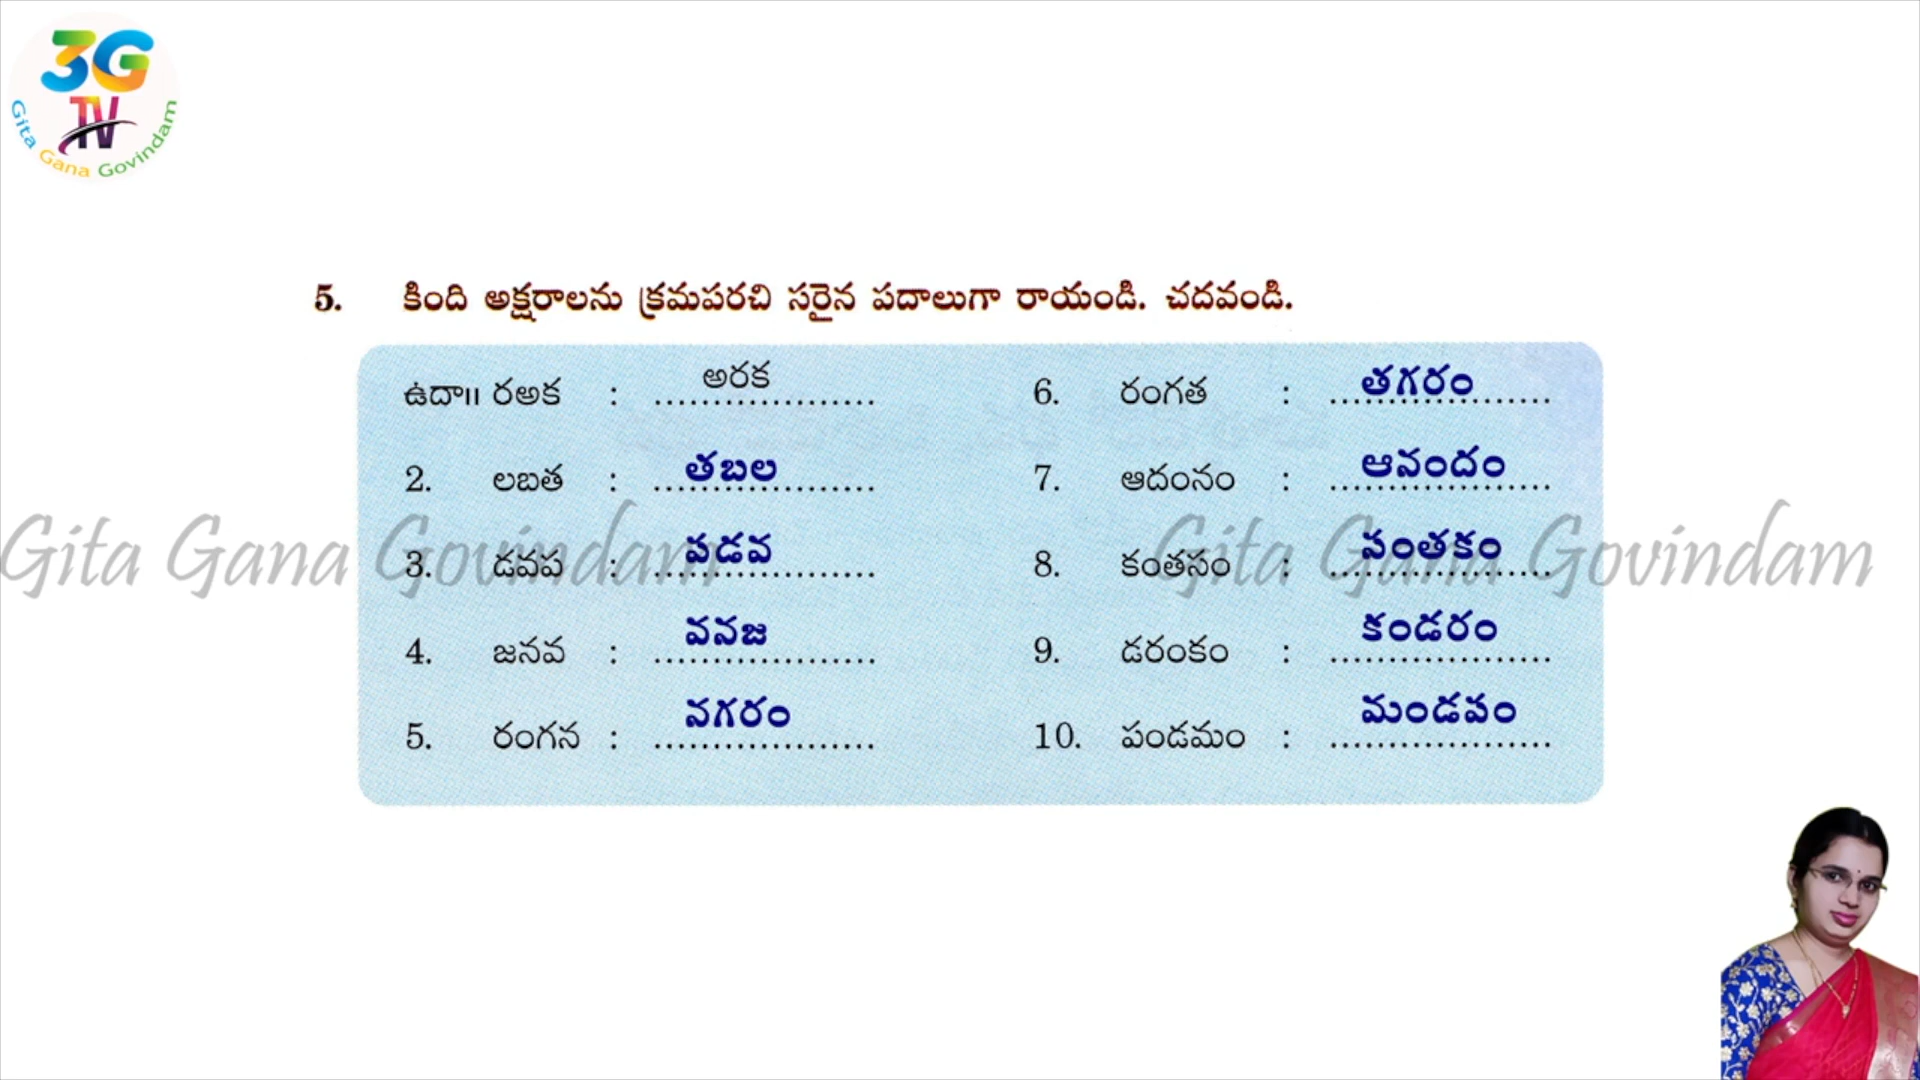 3G
TV
Gita Gana Govindam
5. కింది అక్షరాలను క్రమపరచి సరైన పదాలుగా రాయండి. చదవండి.
ఉదా॥ రఅక : అరక
2. లబత : తబల
3. డవప : పడవ
4. జనవ : వనజ
5. రంగన : నగరం
6. రంగత : తగరం
7. ఆదంనం : ఆనందం
8. కంతసం : సంతకం
9. డరంకం : కండరం
10. పండమం : మండపం
Gita Gana Govindam
Gita Gana Govindam